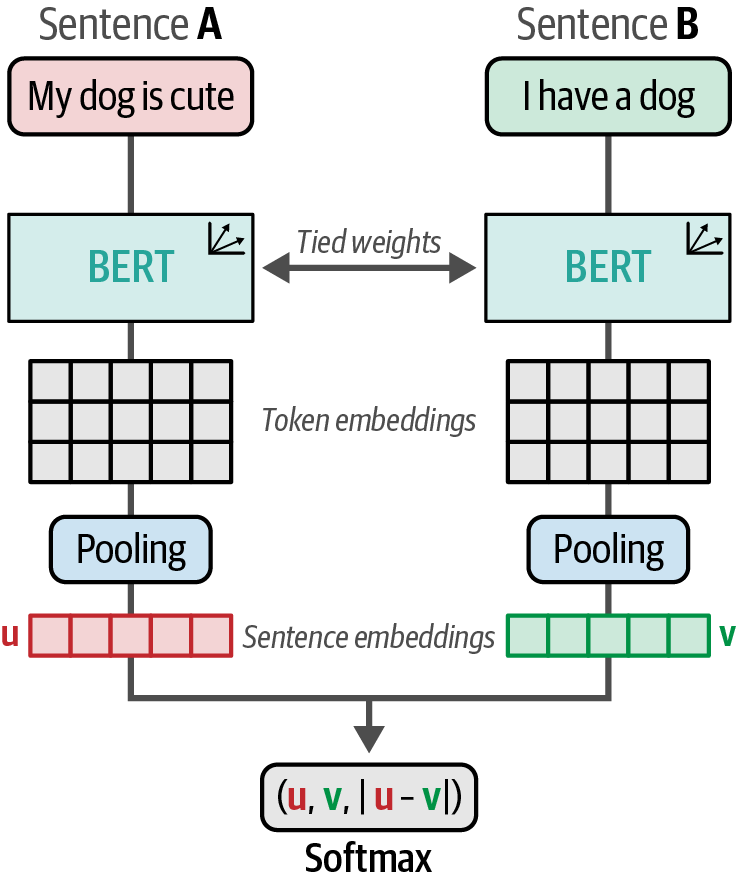 Sentence A
Sentence B
My dog is cute
I have a dog
BERT
Tied weights
BERT
Token embeddings
Pooling
Pooling
u
Sentence embeddings
v
(u, v, | u – v|)
Softmax